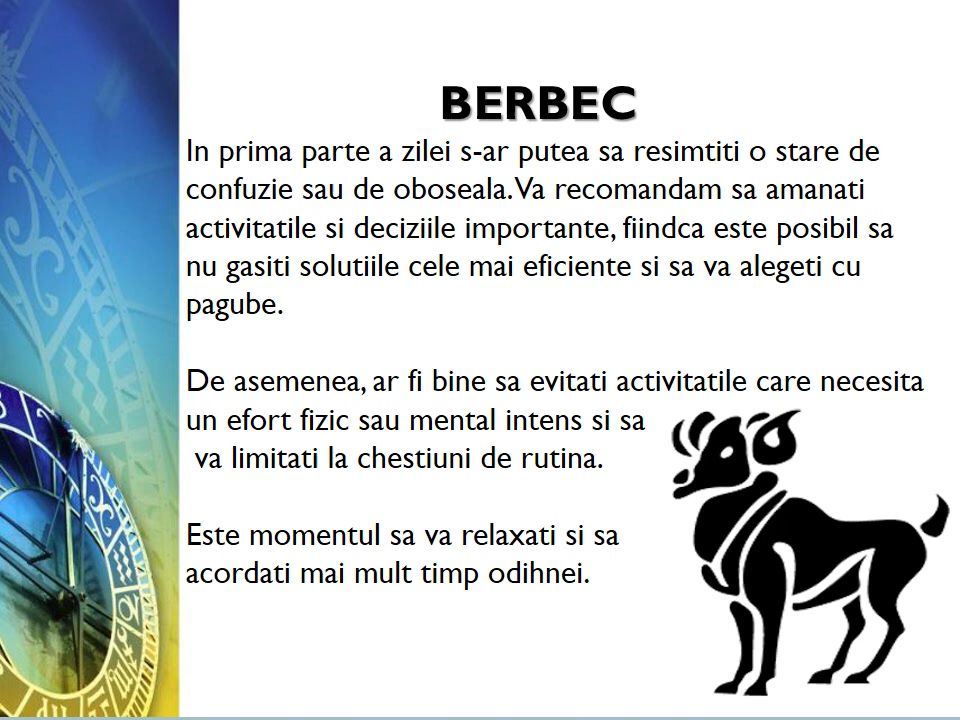 BERBEC
In prima parte a zilei s-ar putea sa resimtiti o stare de
confuzie sau de oboseala. Va recomandam sa amanati
activitatile si deciziile importante, fiindca este posibil sa
nu gasiti solutiile cele mai eficiente si sa va alegeti cu
pagube.
De asemenea, ar fi bine sa evitati activitatile care necesita
un efort fizic sau mental intens si sa
va limitati la chestiuni de rutina.
Este momentul sa va relaxati si sa
acordati mai mult timp odihnei.